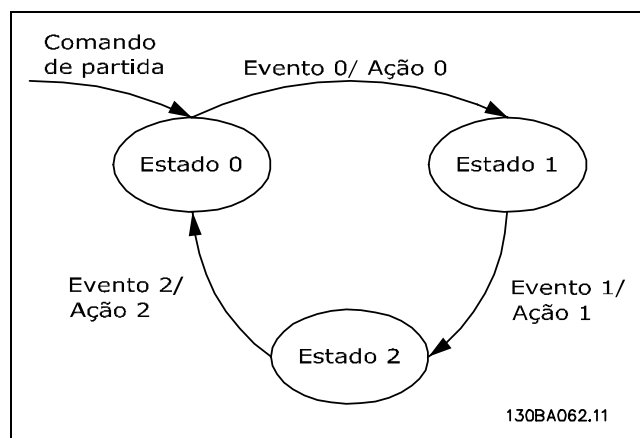 Comando
de partida
Evento 0/ Ação 0
Estado 0
Estado 1
Evento 2/
Ação 2
Evento 1/
Ação 1
Estado 2
130BA062.11